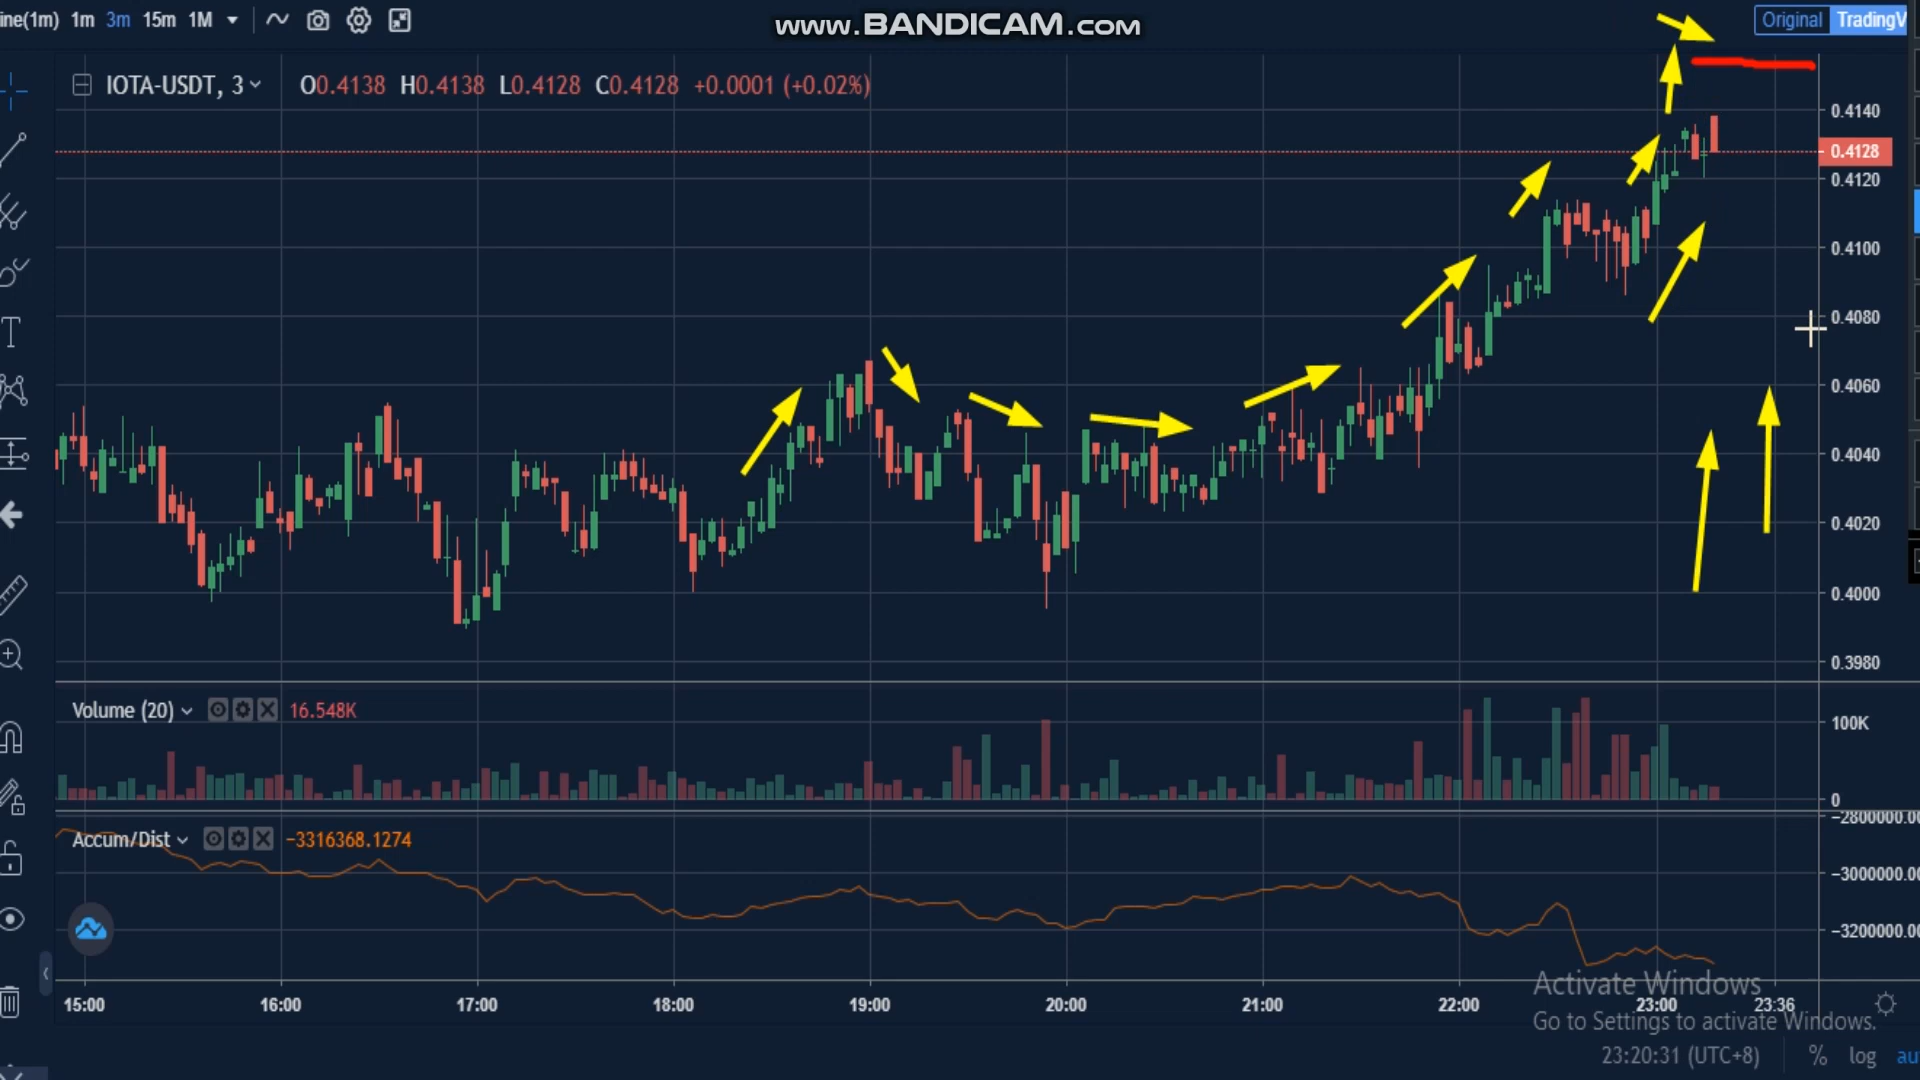 www.BANDICAM.com
ine(1m) 1m 3m 15m 1M
Original TradingV
IOTA-USDT, 3 O0.4138 H0.4138 L0.4128 C0.4128 +0.0001 (+0.02%)
0.4140
0.4128
0.4120
0.4100
0.4080
0.4060
0.4040
0.4020
0.4000
0.3980
Volume (20) 16.548K
100K
0
Accum/Dist −3316368.1274
−2800000.00
−3000000.00
−3200000.00
15:00 16:00 17:00 18:00 19:00 20:00 21:00 22:00 23:00 23:36
Activate Windows
Go to Settings to activate Windows.
23:20:31 (UTC+8) % log au